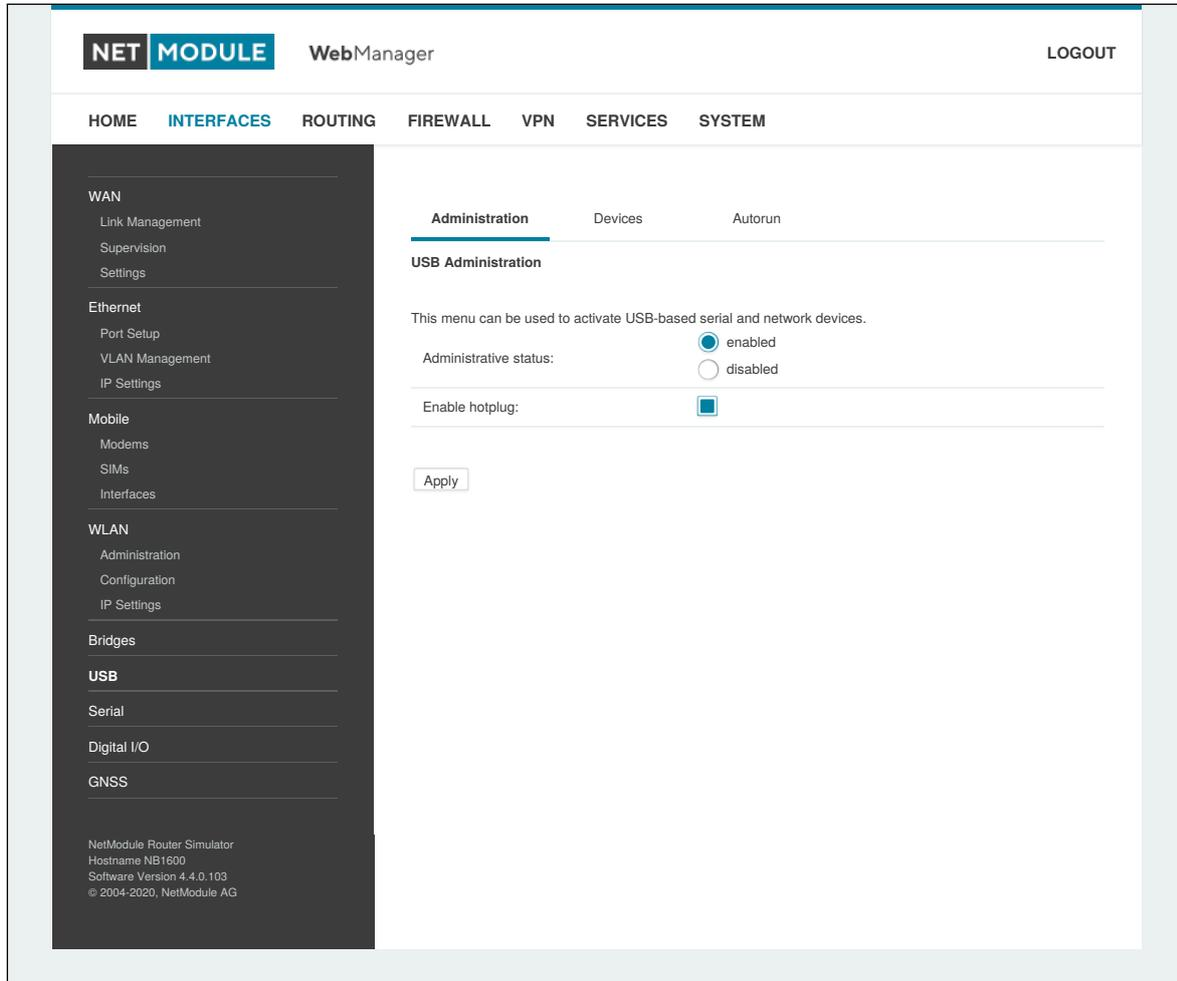 NET MODULE WebManager LOGOUT
HOME INTERFACES ROUTING FIREWALL VPN SERVICES SYSTEM
WAN
Link Management
Supervision
Settings
Ethernet
Port Setup
VLAN Management
IP Settings
Mobile
Modems
SIMs
Interfaces
WLAN
Administration
Configuration
IP Settings
Bridges
USB
Serial
Digital I/O
GNSS
NetModule Router Simulator
Hostname NB1600
Software Version 4.4.0.103
© 2004-2020, NetModule AG
Administration Devices Autorun
USB Administration
This menu can be used to activate USB-based serial and network devices.
Administrative status:
enabled
disabled
Enable hotplug:
Apply